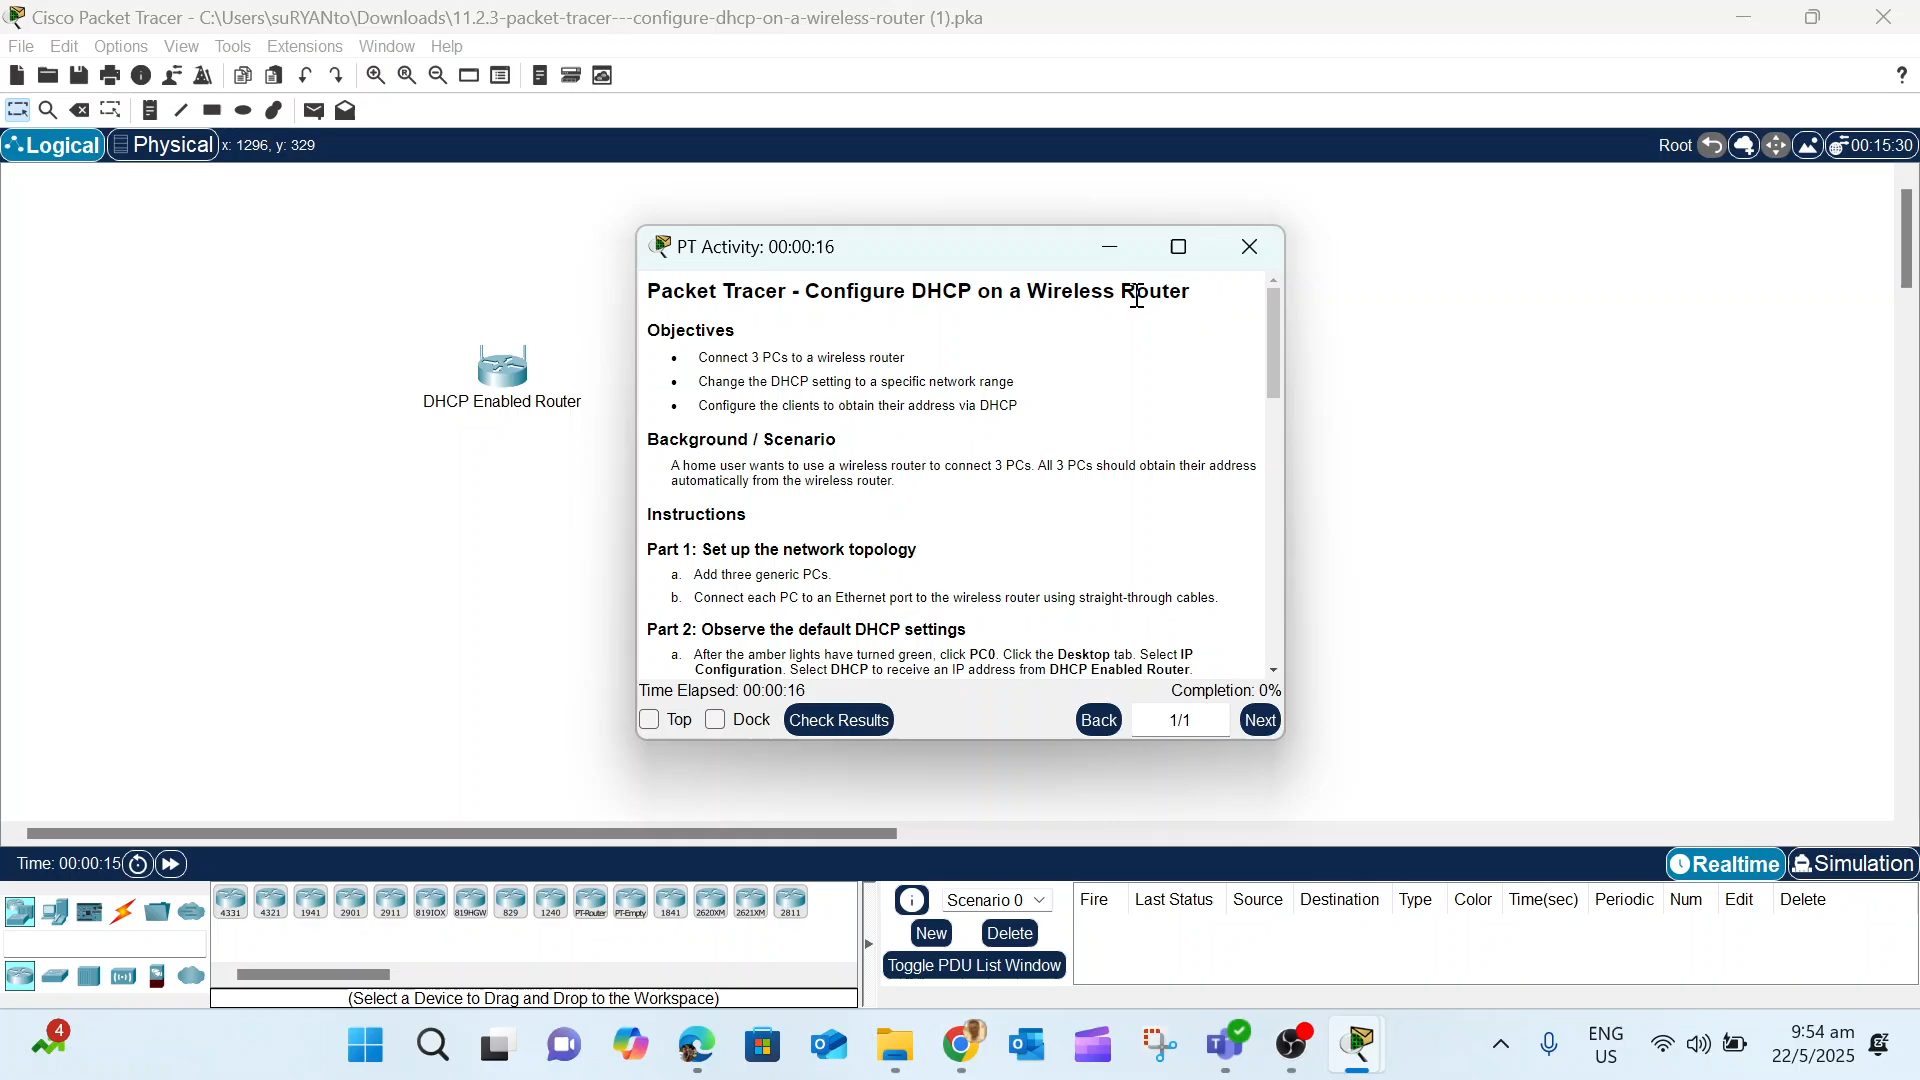 Cisco Packet Tracer - C:\Users\suRYANto\Downloads\11.2.3-packet-tracer---configure-dhcp-on-a-wireless-router (1).pka
File Edit Options View Tools Extensions Window Help
?
Logical Physical x: 1296, y: 329 Root 00:15:30
DHCP Enabled Router
PT Activity: 00:00:16
Packet Tracer - Configure DHCP on a Wireless Router
Objectives
• Connect 3 PCs to a wireless router
• Change the DHCP setting to a specific network range
• Configure the clients to obtain their address via DHCP
Background / Scenario
A home user wants to use a wireless router to connect 3 PCs. All 3 PCs should obtain their address
automatically from the wireless router.
Instructions
Part 1: Set up the network topology
a. Add three generic PCs.
b. Connect each PC to an Ethernet port to the wireless router using straight-through cables.
Part 2: Observe the default DHCP settings
a. After the amber lights have turned green, click PC0. Click the Desktop tab. Select IP
Configuration. Select DHCP to receive an IP address from DHCP Enabled Router.
Time Elapsed: 00:00:16 Completion: 0%
Top Dock Check Results Back 1/1 Next
Time: 00:00:15 Realtime Simulation
4331 4321 1941 2901 2911 819IOX 819HGW 829 1240 PT-Router PT-Empty 1841 2620XM 2621XM 2811
(Select a Device to Drag and Drop to the Workspace)
Scenario 0
New Delete
Toggle PDU List Window
Fire Last Status Source Destination Type Color Time(sec) Periodic Num Edit Delete
4
ENG
US
9:54 am
22/5/2025